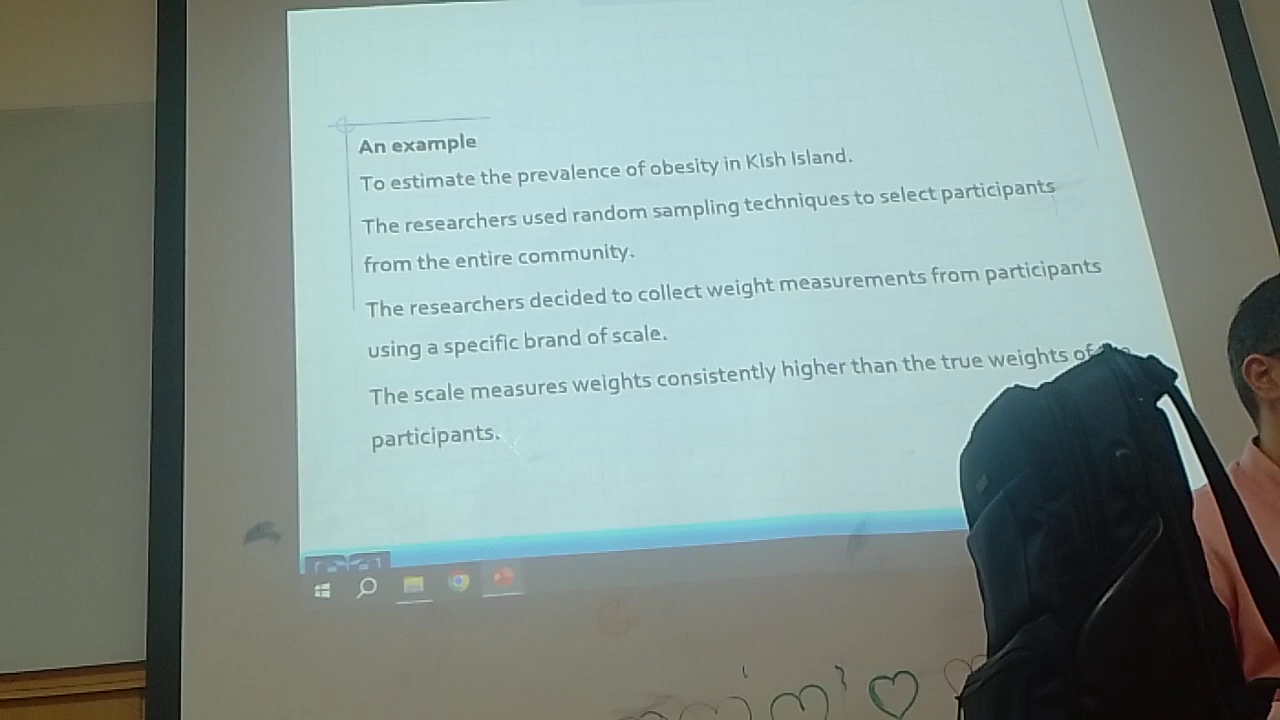 An example
To estimate the prevalence of obesity in Kish Island.
The researchers used random sampling techniques to select participants
from the entire community.
The researchers decided to collect weight measurements from participants
using a specific brand of scale.
The scale measures weights consistently higher than the true weights of
participants.